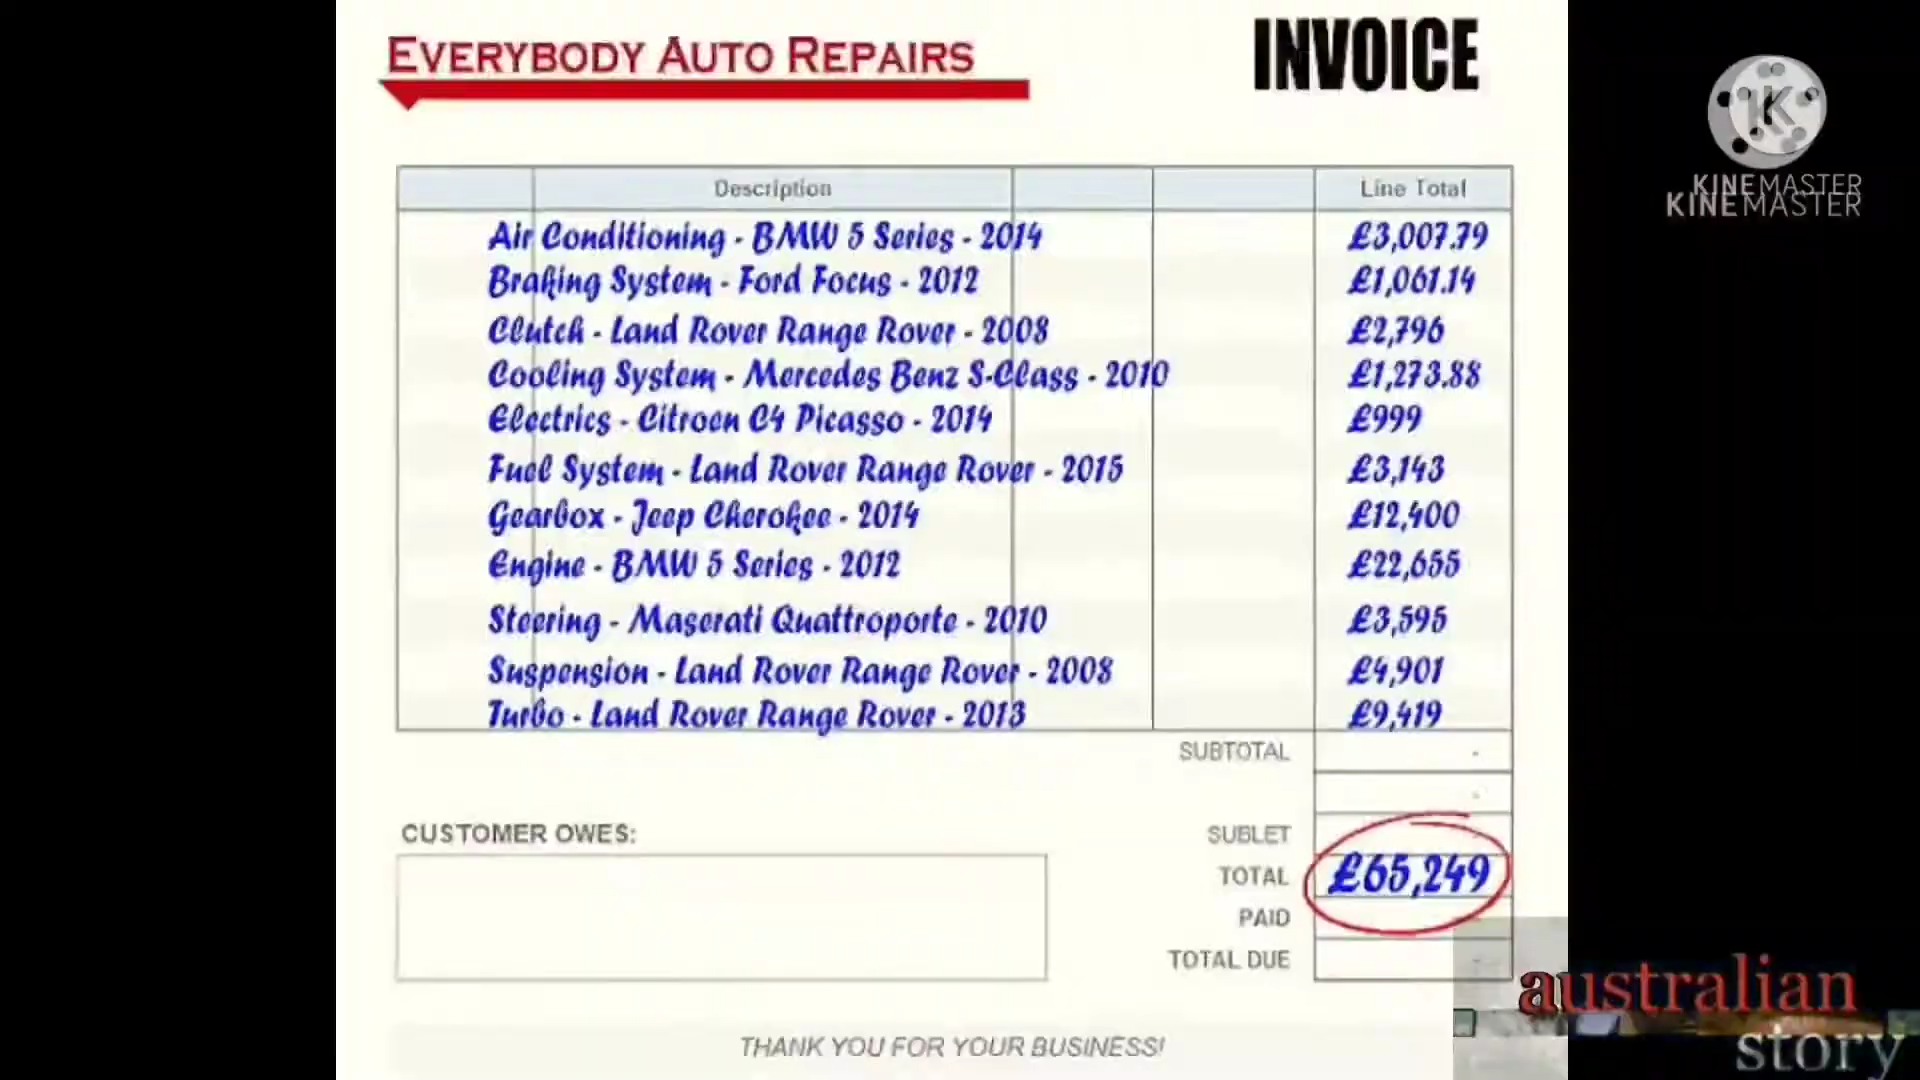 EVERYBODY AUTO REPAIRS
INVOICE
KINEMASTER
KINEMASTER
Description Line Total
Air Conditioning - BMW 5 Series - 2014 £3,007.79
Braking System - Ford Focus - 2012 £1,061.14
Clutch - Land Rover Range Rover - 2008 £2,796
Cooling System - Mercedes Benz S-Class - 2010 £1,273.88
Electrics - Citroen C4 Picasso - 2014 £999
Fuel System - Land Rover Range Rover - 2015 £3,143
Gearbox - Jeep Cherokee - 2014 £12,400
Engine - BMW 5 Series - 2012 £22,655
Steering - Maserati Quattroporte - 2010 £3,595
Suspension - Land Rover Range Rover - 2008 £4,901
Turbo - Land Rover Range Rover - 2013 £9,419
SUBTOTAL -
-
CUSTOMER OWES: SUBLET
TOTAL £65,249
PAID
TOTAL DUE -
THANK YOU FOR YOUR BUSINESS!
australian
story